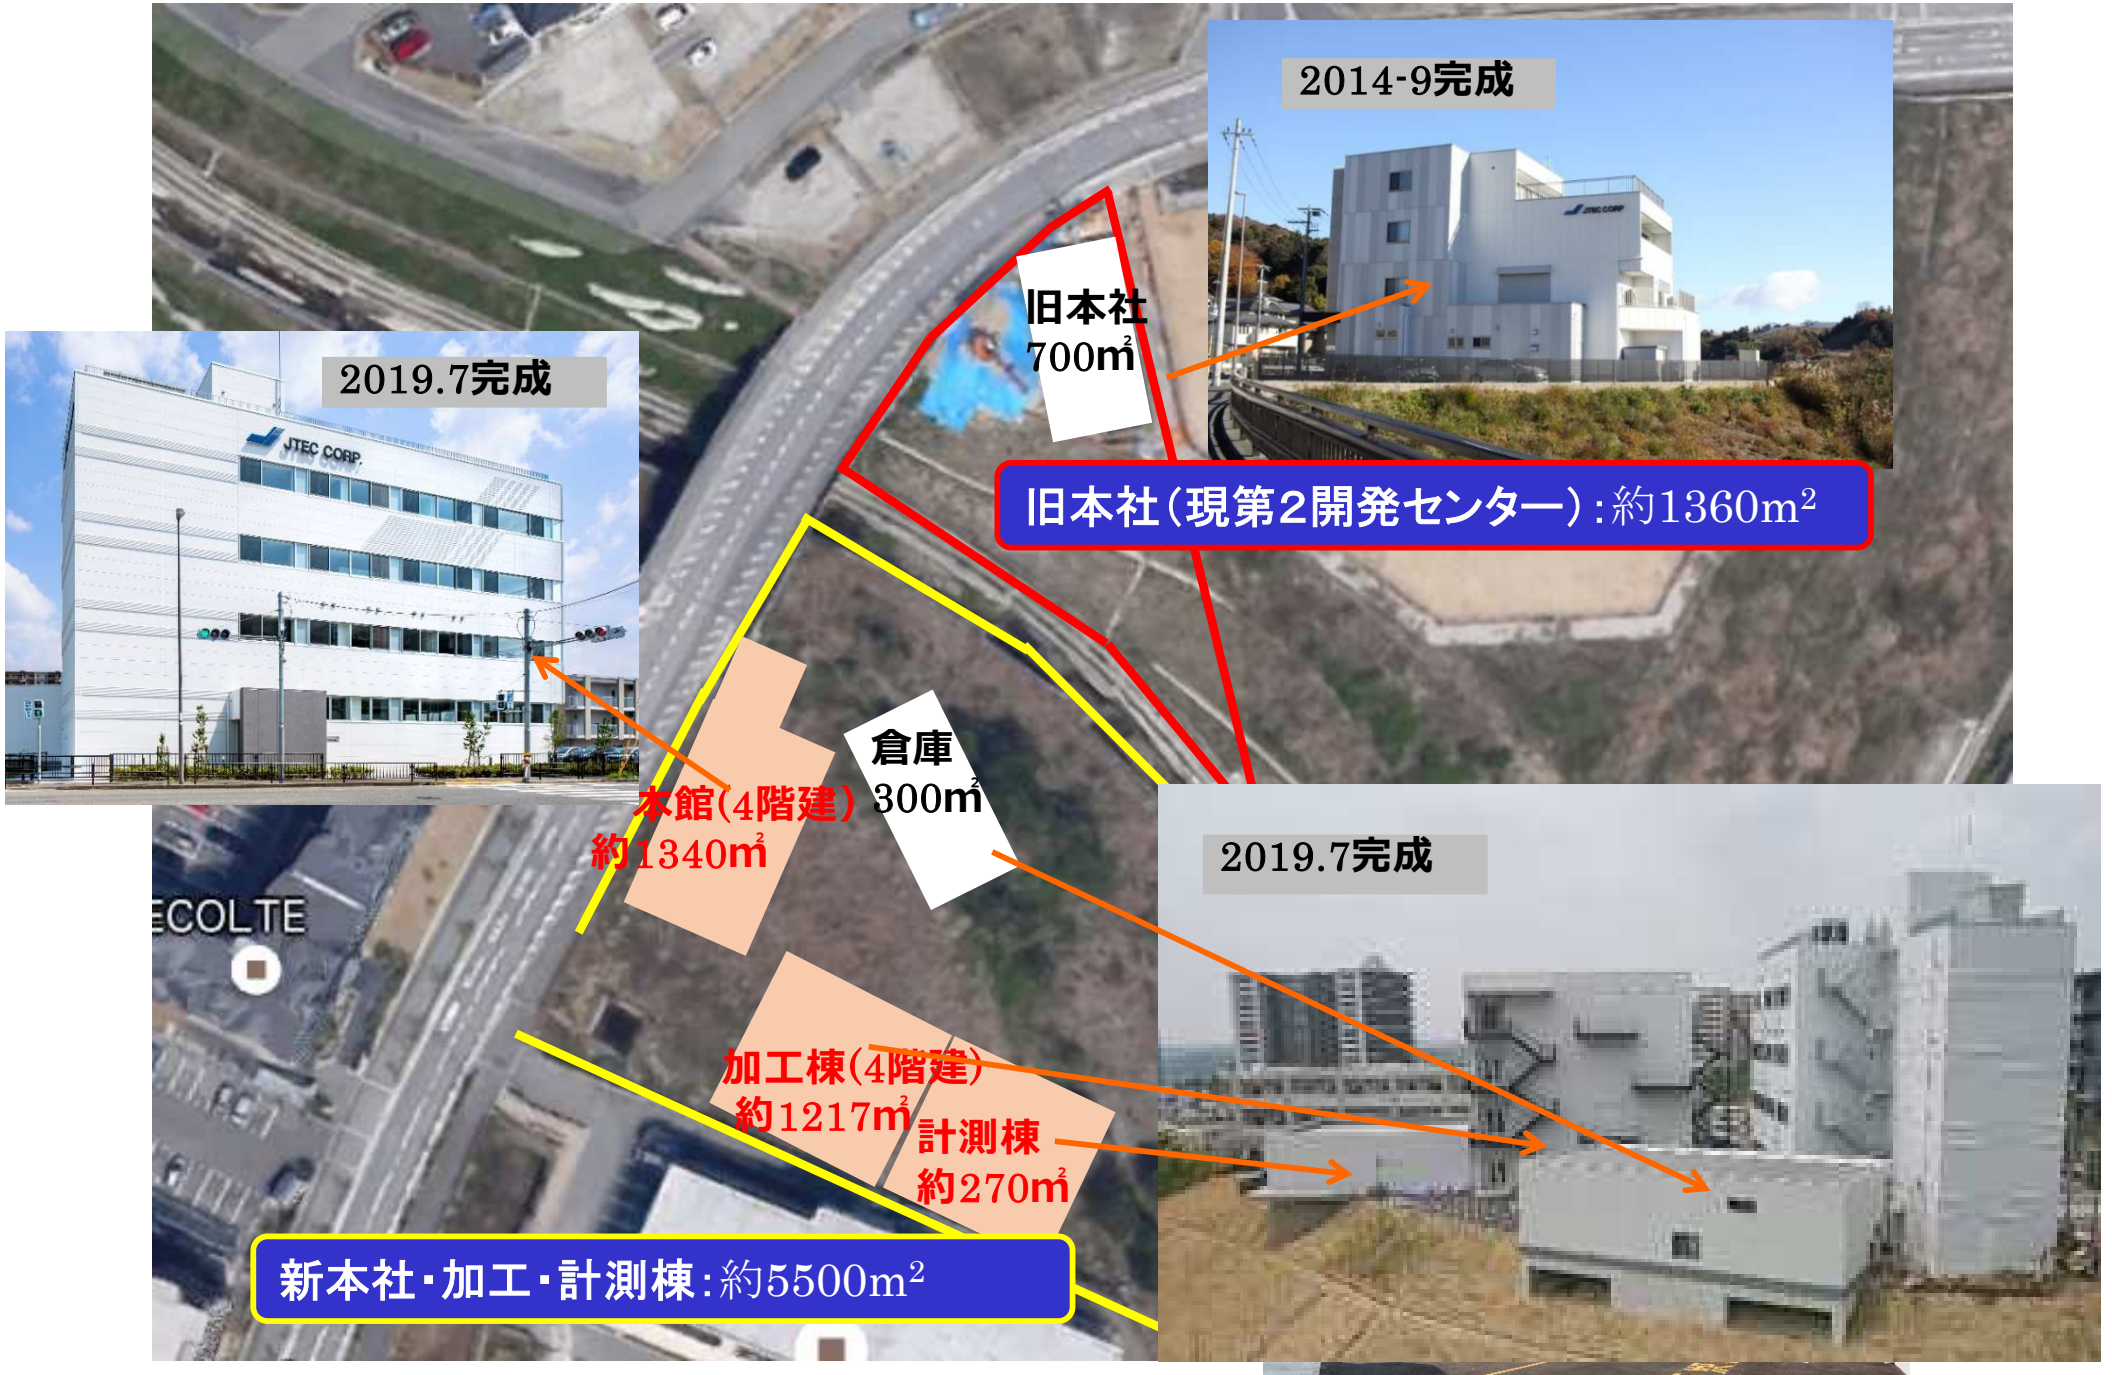 2014-9完成
JTEC CORP.
旧本社
700㎡
2019.7完成
JTEC CORP.
旧本社(現第2開発センター):約1360m²
倉庫
300㎡
本館(4階建)
約1340㎡
2019.7完成
ECOLTE
加工棟(4階建)
約1217㎡
計測棟
約270㎡
新本社・加工・計測棟:約5500m²